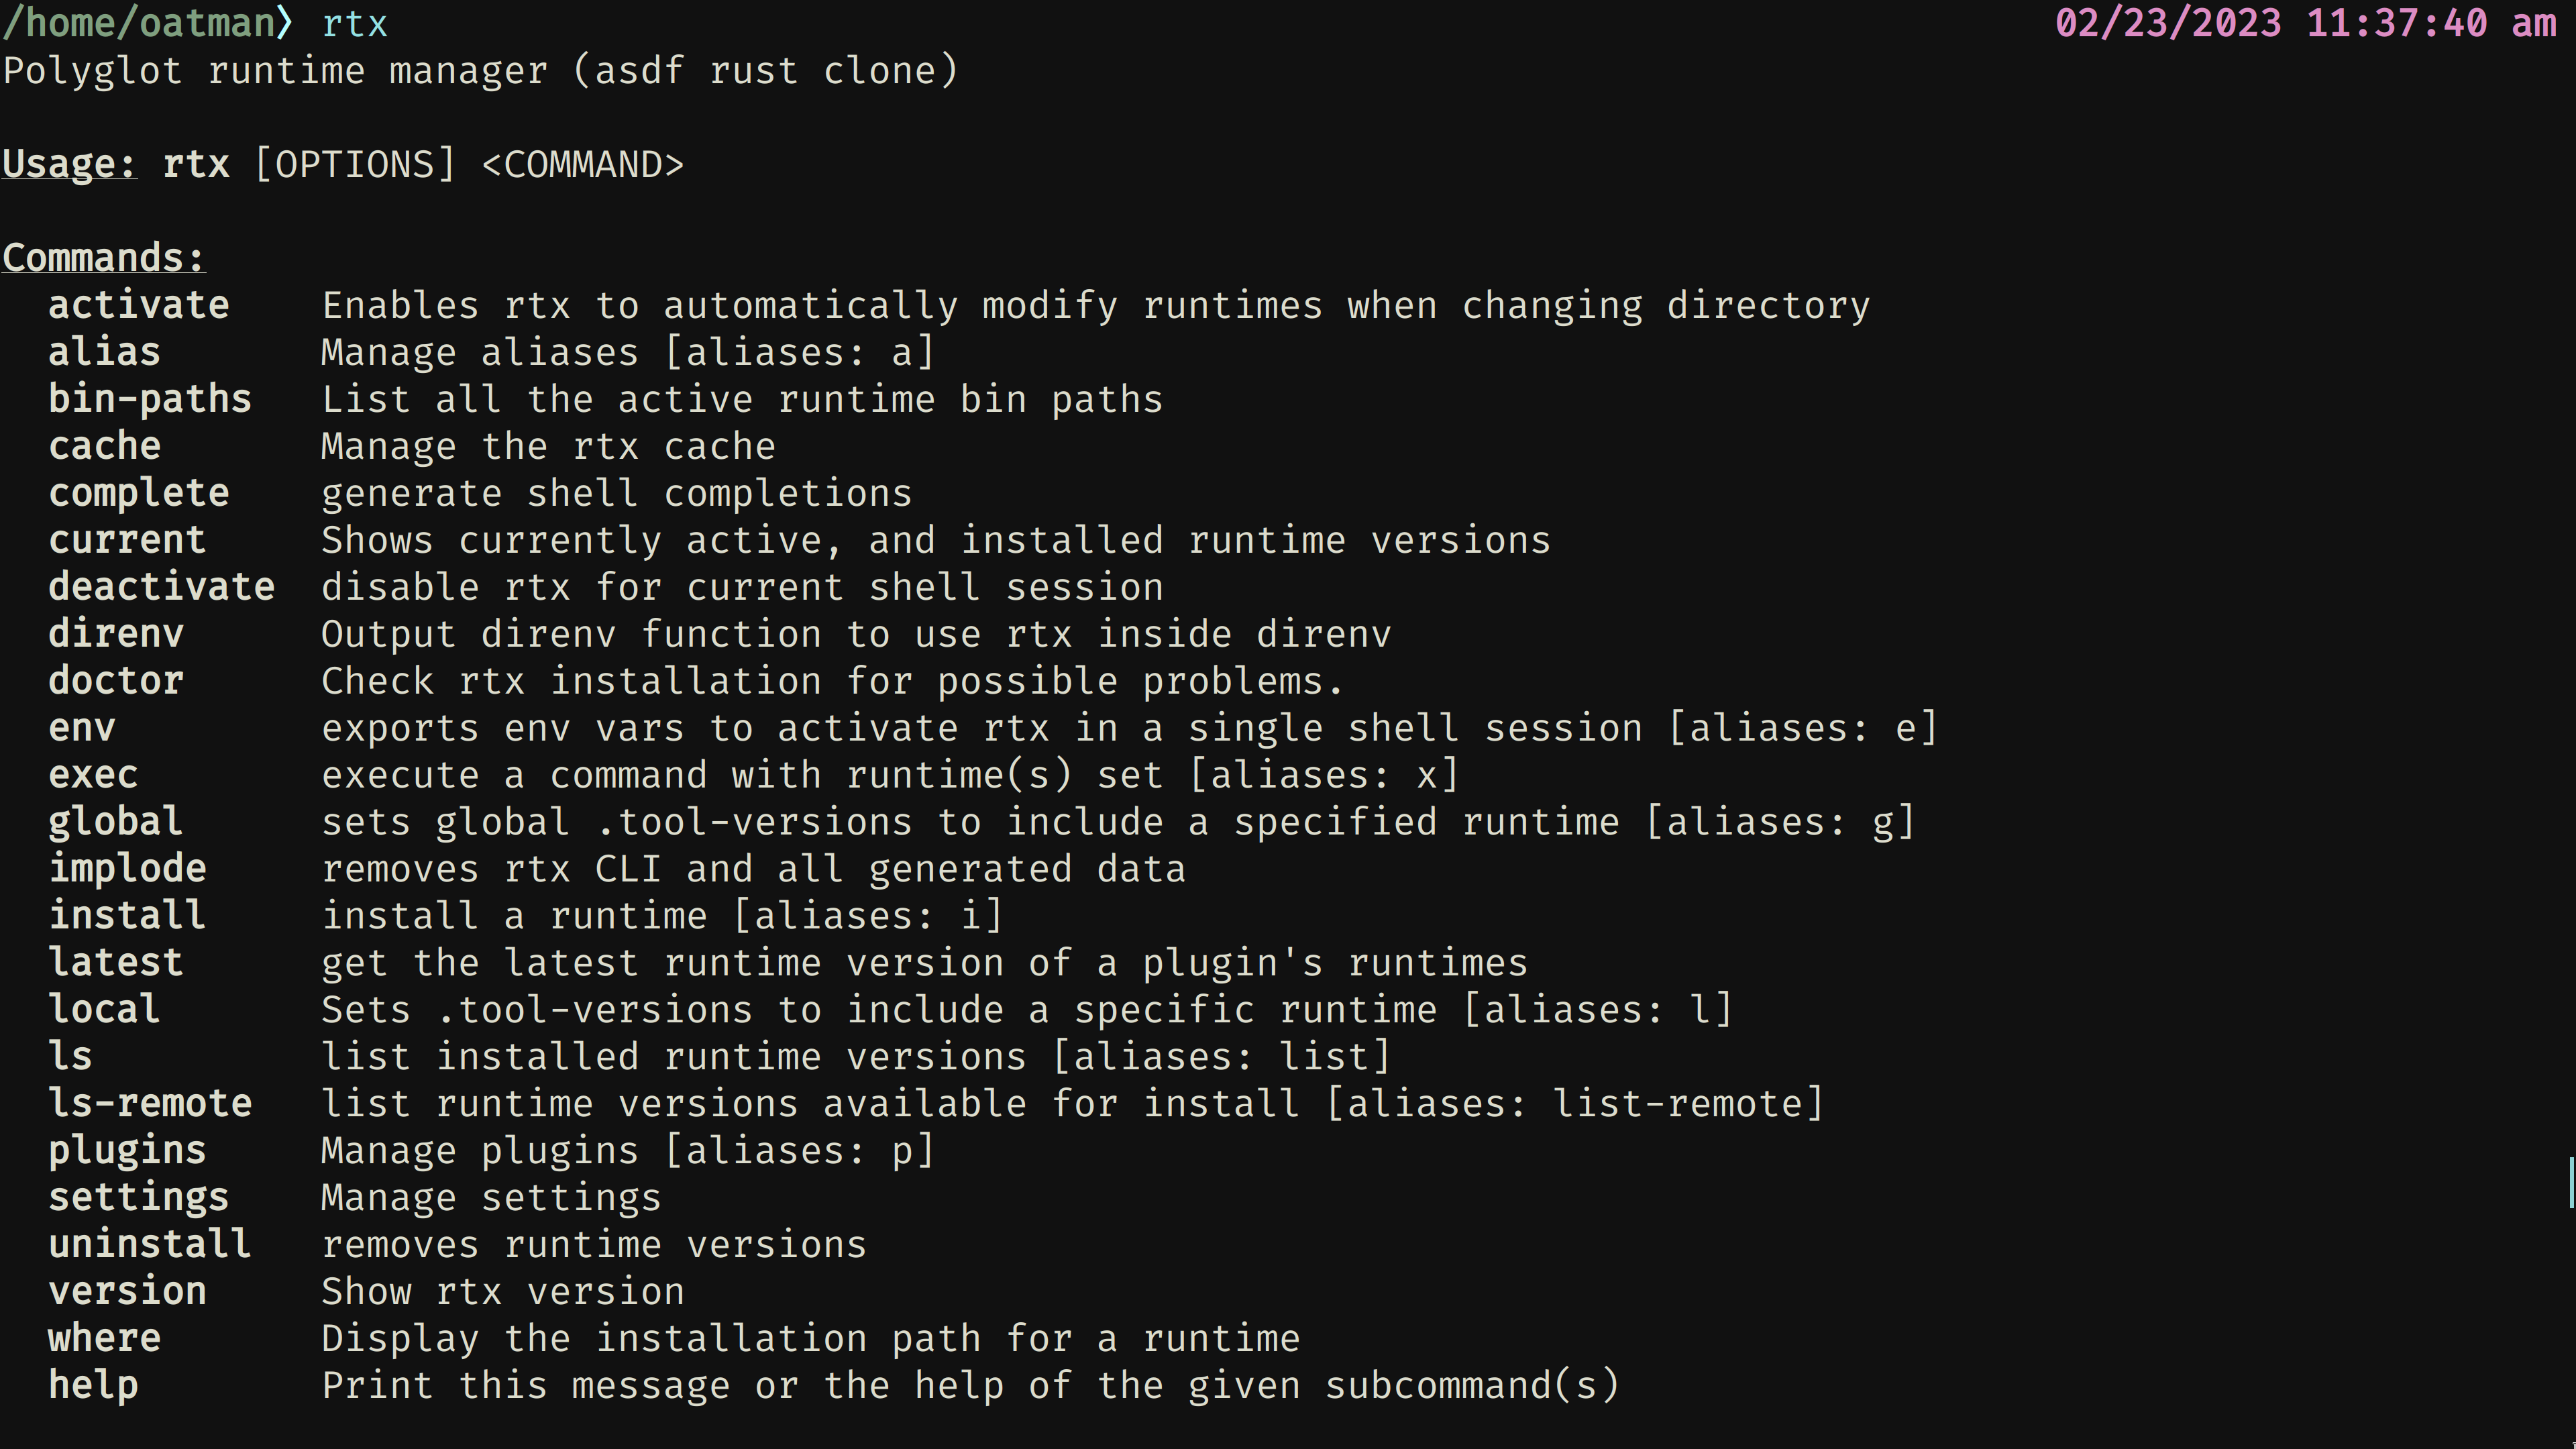 /home/oatman〉 rtx 02/23/2023 11:37:40 am
Polyglot runtime manager (asdf rust clone)
Usage: rtx [OPTIONS] <COMMAND>
Commands:
activate Enables rtx to automatically modify runtimes when changing directory
alias Manage aliases [aliases: a]
bin-paths List all the active runtime bin paths
cache Manage the rtx cache
complete generate shell completions
current Shows currently active, and installed runtime versions
deactivate disable rtx for current shell session
direnv Output direnv function to use rtx inside direnv
doctor Check rtx installation for possible problems.
env exports env vars to activate rtx in a single shell session [aliases: e]
exec execute a command with runtime(s) set [aliases: x]
global sets global .tool-versions to include a specified runtime [aliases: g]
implode removes rtx CLI and all generated data
install install a runtime [aliases: i]
latest get the latest runtime version of a plugin's runtimes
local Sets .tool-versions to include a specific runtime [aliases: l]
ls list installed runtime versions [aliases: list]
ls-remote list runtime versions available for install [aliases: list-remote]
plugins Manage plugins [aliases: p]
settings Manage settings
uninstall removes runtime versions
version Show rtx version
where Display the installation path for a runtime
help Print this message or the help of the given subcommand(s)